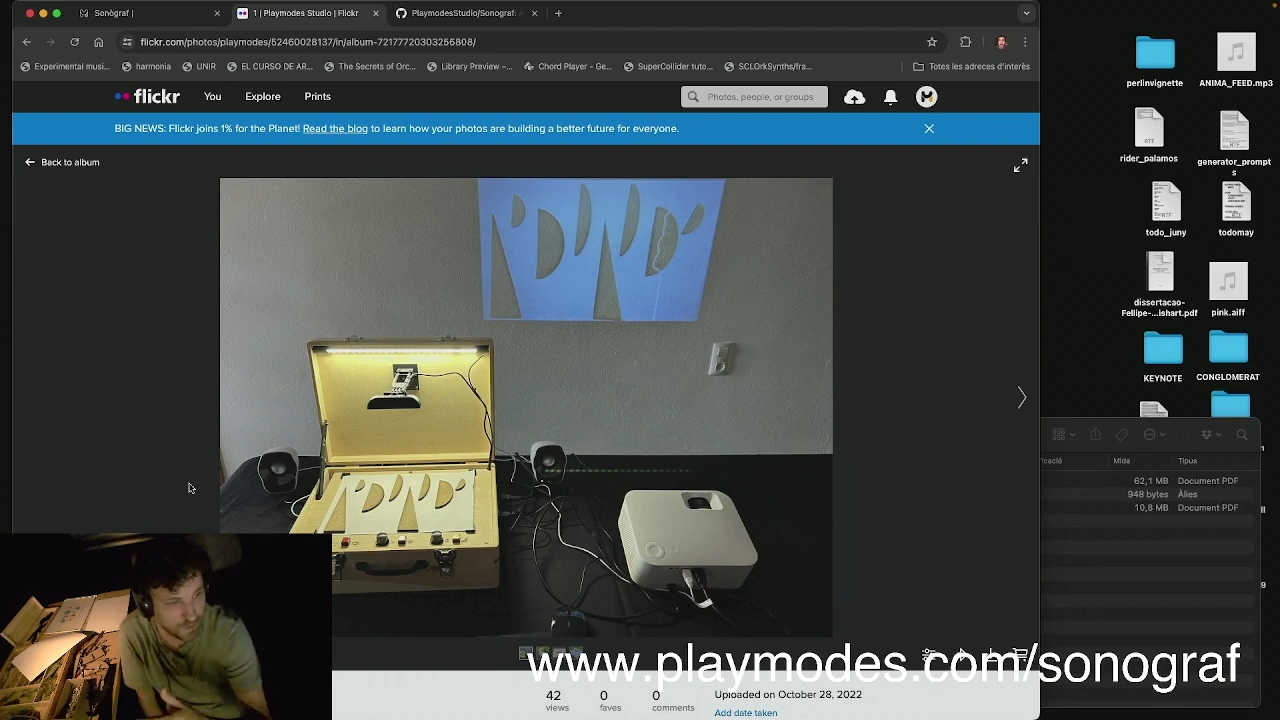 Sonògraf |
1 | Playmodes Studio | Flickr
PlaymodesStudio/Sonograf:
flickr.com/photos/playmodes/52460028137/in/album-72177720303256808/
Experimental musi...
harmonia
UNIR
EL CURSO DE AR...
The Secrets of Orc...
Library Preview –...
Chord Player - Ge...
SuperCollider tuto...
SCLOrkSynths/fra...
Totes les adreces d'interès
flickr
You
Explore
Prints
Photos, people, or groups
BIG NEWS: Flickr joins 1% for the Planet! Read the blog to learn how your photos are building a better future for everyone.
Back to album
perlinvignette
ANIMA_FEED.mp3
RTF
RTF
rider_palamos
generator_prompt
s
RTF
RTF
todo_juny
todomay
dissertacao-
Fellipe-...ishart.pdf
pink.aiff
KEYNOTE
CONGLOMERAT
Mida
Tipus
62,1 MB
Document PDF
948 bytes
Àlies
10,8 MB
Document PDF
www.playmodes.com/sonograf
42
views
0
faves
0
comments
Uploaded on October 28, 2022
Add date taken